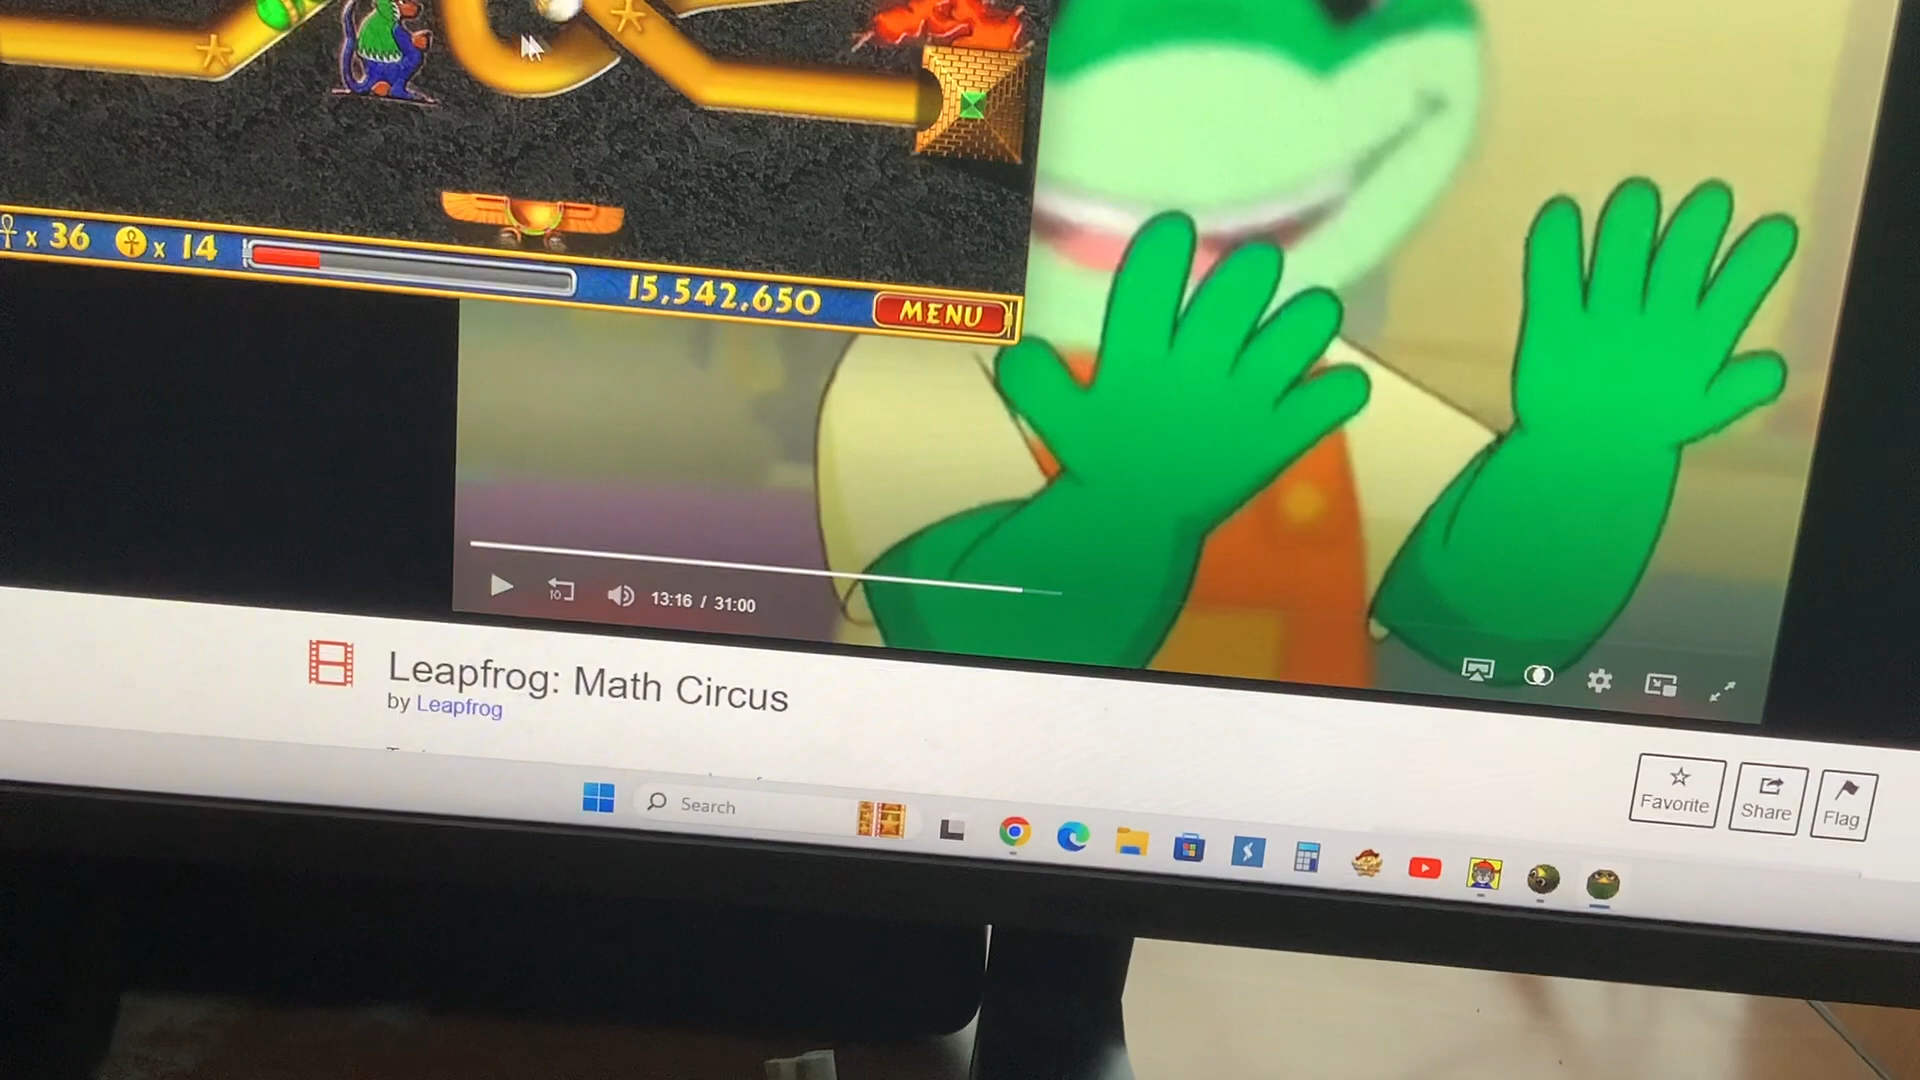 x 36 x 14 15,542,650 MENU
10 13:16 / 31:00
Leapfrog: Math Circus
by Leapfrog
Favorite Share Flag
Search